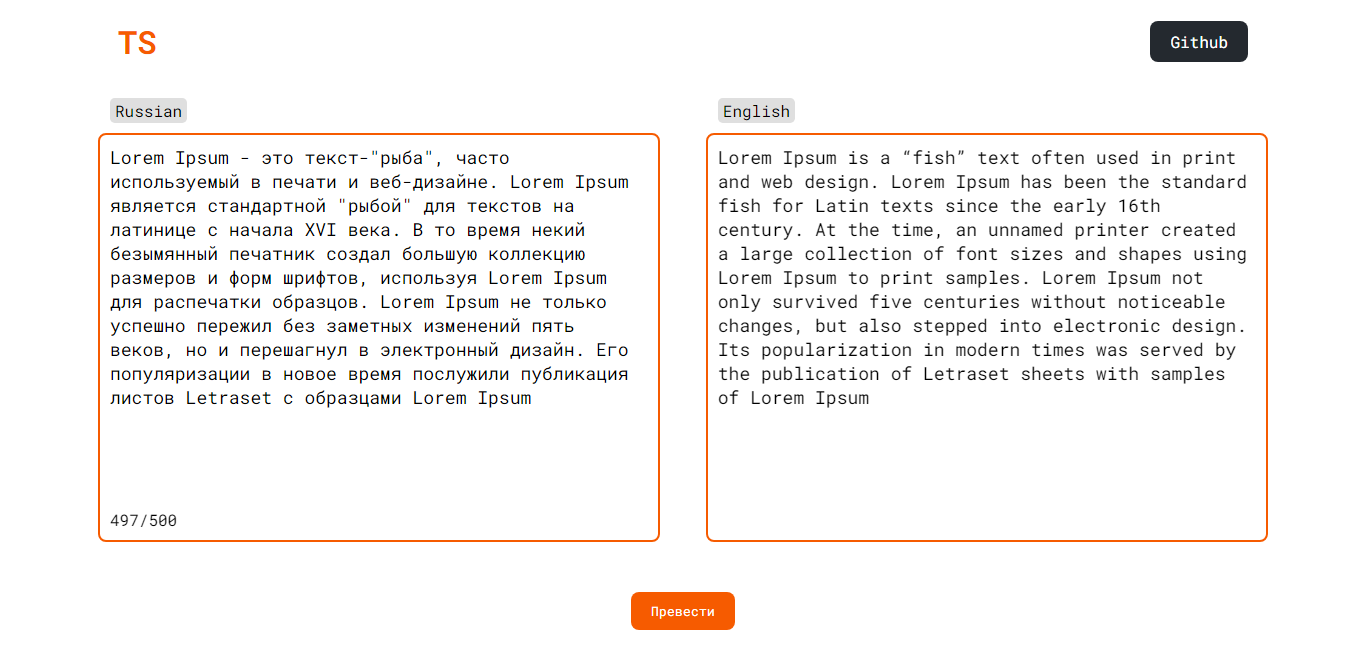 TS
Github
Russian
Lorem Ipsum - это текст-"рыба", часто
используемый в печати и веб-дизайне. Lorem Ipsum
является стандартной "рыбой" для текстов на
латинице с начала XVI века. В то время некий
безымянный печатник создал большую коллекцию
размеров и форм шрифтов, используя Lorem Ipsum
для распечатки образцов. Lorem Ipsum не только
успешно пережил без заметных изменений пять
веков, но и перешагнул в электронный дизайн. Его
популяризации в новое время послужили публикация
листов Letraset с образцами Lorem Ipsum
497/500
English
Lorem Ipsum is a “fish” text often used in print
and web design. Lorem Ipsum has been the standard
fish for Latin texts since the early 16th
century. At the time, an unnamed printer created
a large collection of font sizes and shapes using
Lorem Ipsum to print samples. Lorem Ipsum not
only survived five centuries without noticeable
changes, but also stepped into electronic design.
Its popularization in modern times was served by
the publication of Letraset sheets with samples
of Lorem Ipsum
Превести